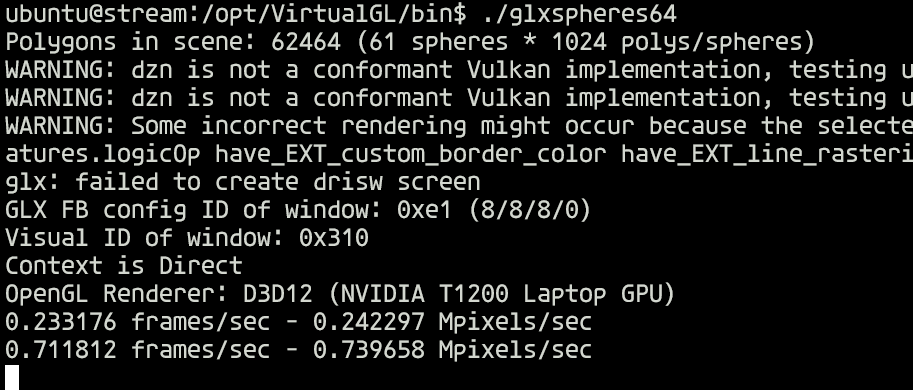 ubuntu@stream:/opt/VirtualGL/bin$ ./glxspheres64
Polygons in scene: 62464 (61 spheres * 1024 polys/spheres)
WARNING: dzn is not a conformant Vulkan implementation, testing u
WARNING: dzn is not a conformant Vulkan implementation, testing u
WARNING: Some incorrect rendering might occur because the selecte
atures.logicOp have_EXT_custom_border_color have_EXT_line_rasteri
glx: failed to create drisw screen
GLX FB config ID of window: 0xe1 (8/8/8/0)
Visual ID of window: 0x310
Context is Direct
OpenGL Renderer: D3D12 (NVIDIA T1200 Laptop GPU)
0.233176 frames/sec - 0.242297 Mpixels/sec
0.711812 frames/sec - 0.739658 Mpixels/sec